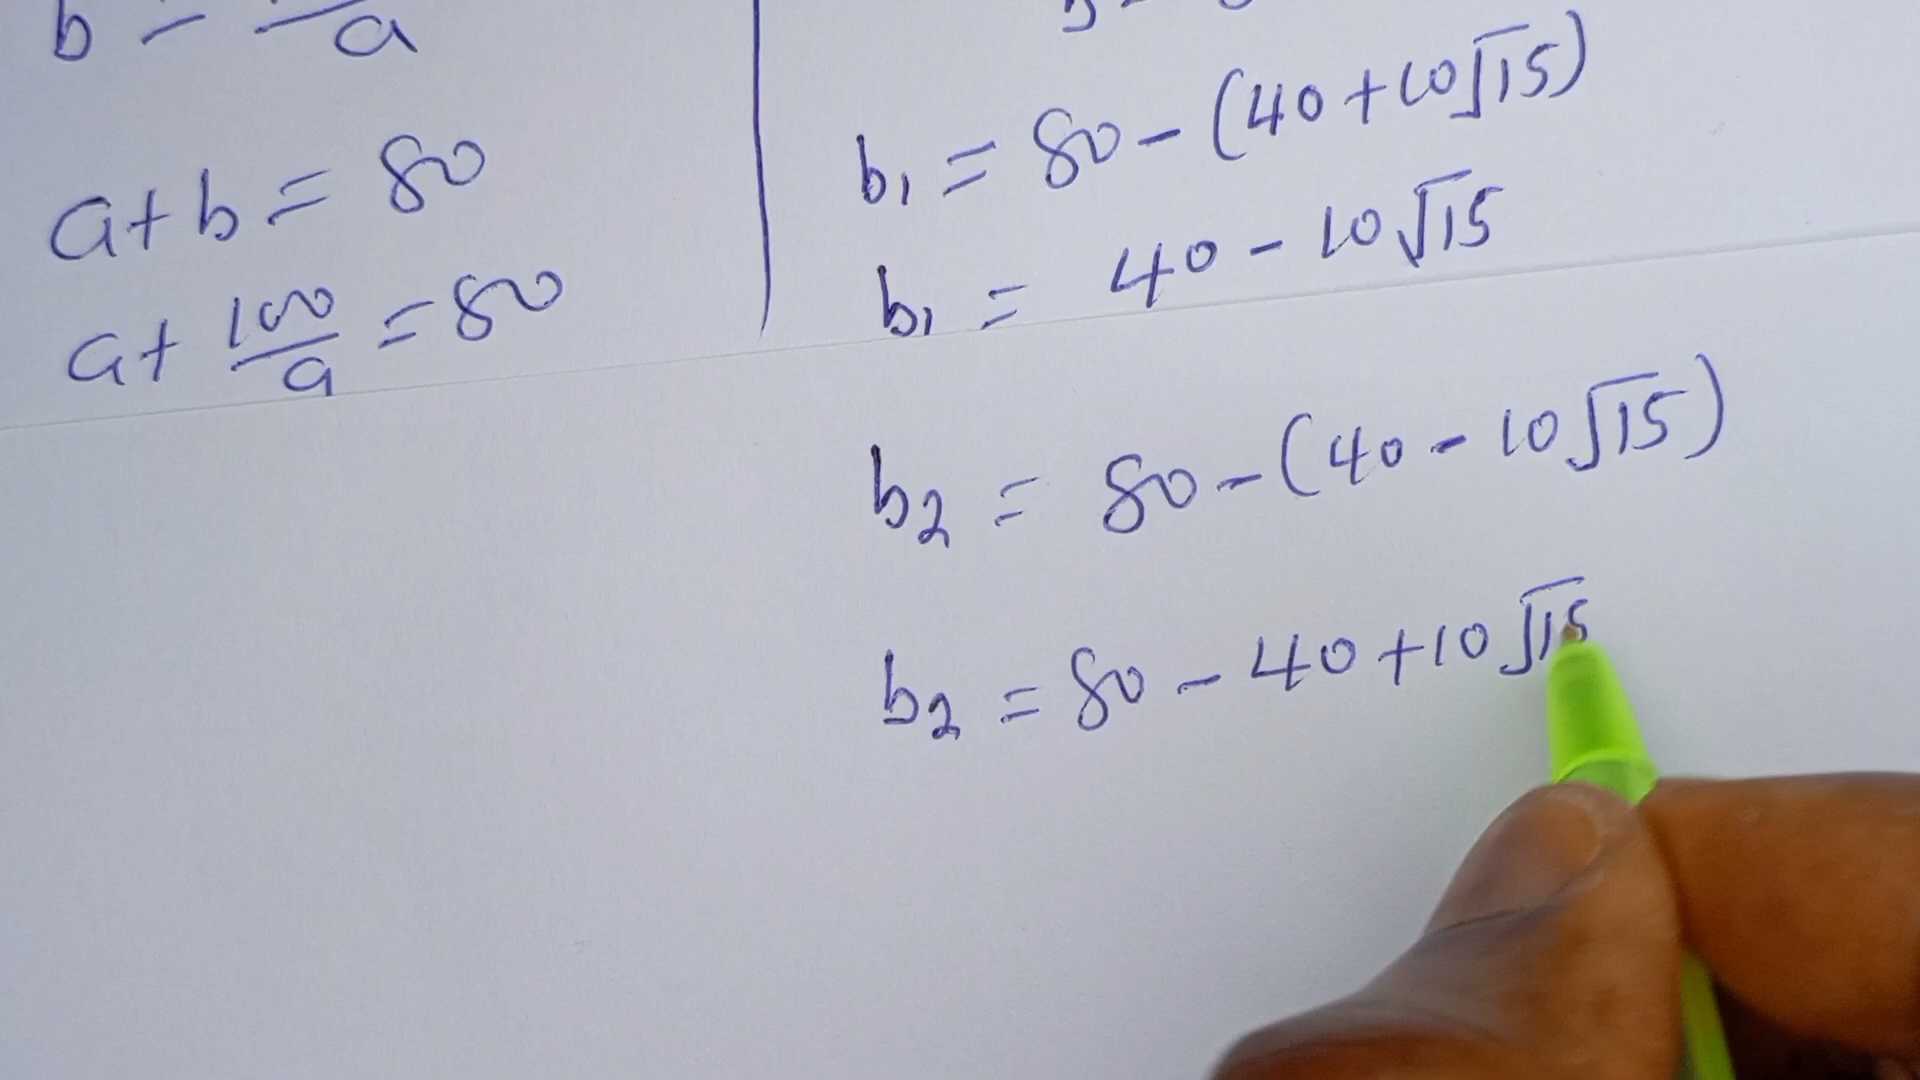 b = a
a+b = 80
a + 100/a = 80
b₁ = 80 - (40 + 10√15)
b₁ = 40 - 10√15
b₂ = 80 - (40 - 10√15)
b₂ = 80 - 40 + 10√15